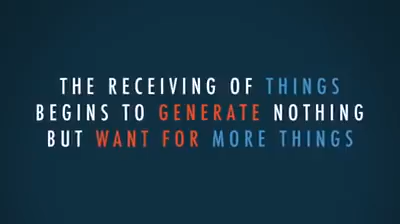 THE RECEIVING OF THINGS
BEGINS TO GENERATE NOTHING
BUT WANT FOR MORE THINGS